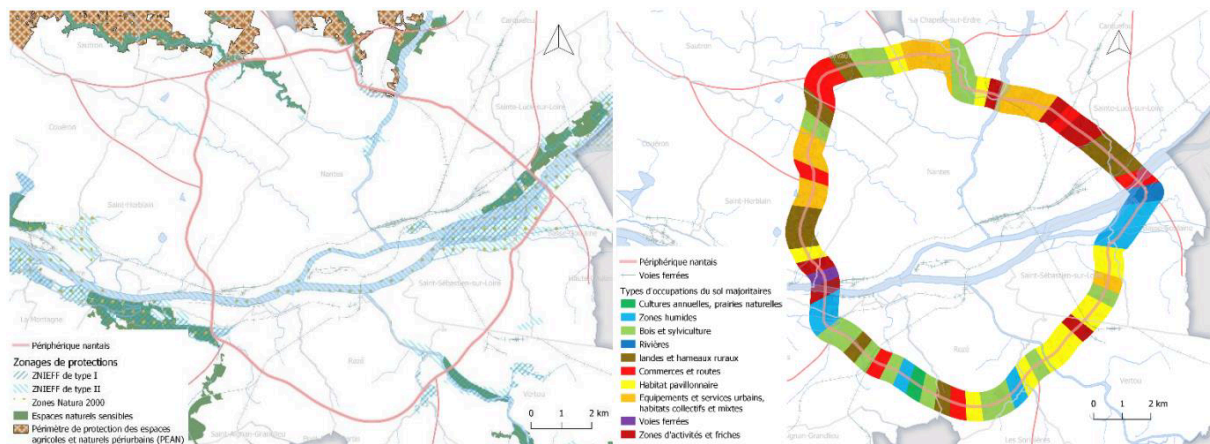 Carquefou
Sautron
Sainte-Luce-sur-Loire
Couëron
Nantes
Saint-Herblain
Saint-Sébastien-sur-Loire
La Montagne
Rezé
Vertou
Périphérique nantais
Zonages de protections
ZNIEFF de type I
ZNIEFF de type II
Zones Natura 2000
Espaces naturels sensibles
Périmètre de protection des espaces
agricoles et naturels périurbains (PEAN)
0 1 2 km
La Chapelle-sur-Erdre
Carquefou
Sautron
Sainte-Luce-sur-Loire
Couëron
Nantes
Saint-Herblain
Saint-Sébastien-sur-Loire
Rezé
Vertou
Les Sorinières
Périphérique nantais
Voies ferrées
Types d'occupations du sol majoritaires
Cultures annuelles, prairies naturelles
Zones humides
Bois et sylviculture
Rivières
landes et hameaux ruraux
Commerces et routes
Habitat pavillonnaire
Equipements et services urbains,
habitats collectifs et mixtes
Voies ferrées
Zones d'activités et friches
0 1 2 km